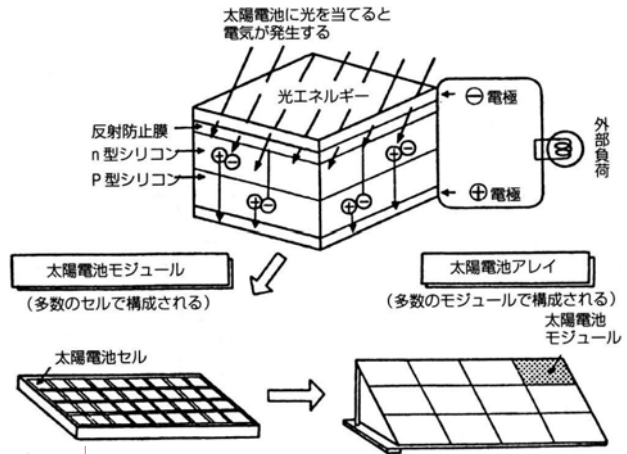 太陽電池に光を当てると
電気が発生する
光エネルギー
反射防止膜
n型シリコン
P型シリコン
⊖電極
⊕電極
外部負荷
太陽電池モジュール
(多数のセルで構成される)
太陽電池アレイ
(多数のモジュールで構成される)
太陽電池
モジュール
太陽電池セル